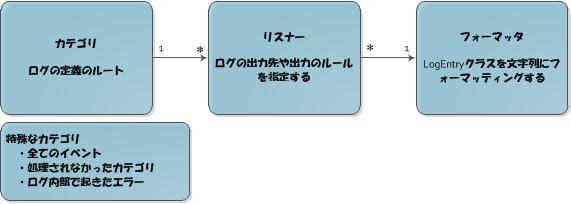 カテゴリ
ログの定義のルート
1
*
リスナー
ログの出力先や出力のルール
を指定する
*
1
フォーマッタ
LogEntryクラスを文字列にフ
ォーマッティングする
特殊なカテゴリ
・全てのイベント
・処理されなかったカテゴリ
・ログ内部で起きたエラー